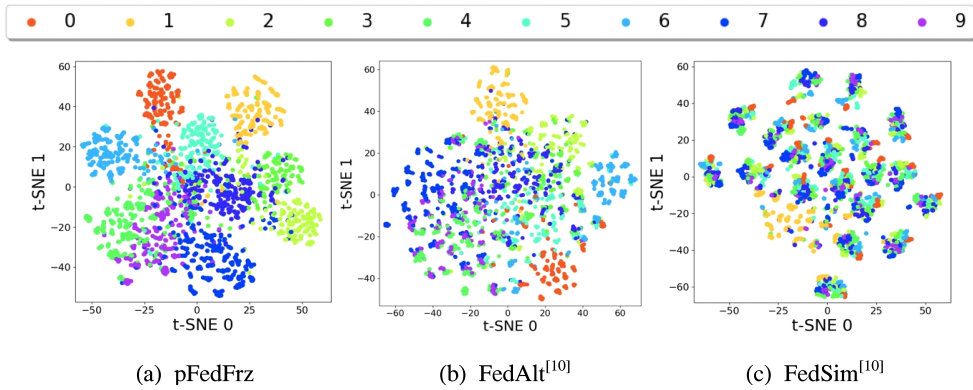 0 1 2 3 4 5 6 7 8 9
60 40 20 0 −20 −40
t-SNE 1
−50 −25 0 25 50
t-SNE 0
60 40 20 0 −20 −40
−60 −40 −20 0 20 40 60
t-SNE 0
60 40 20 0 −20 −40 −60
t-SNE 1
−50 −25 0 25 50
t-SNE 0
(a) pFedFrz
(b) FedAlt[10]
(c) FedSim[10]